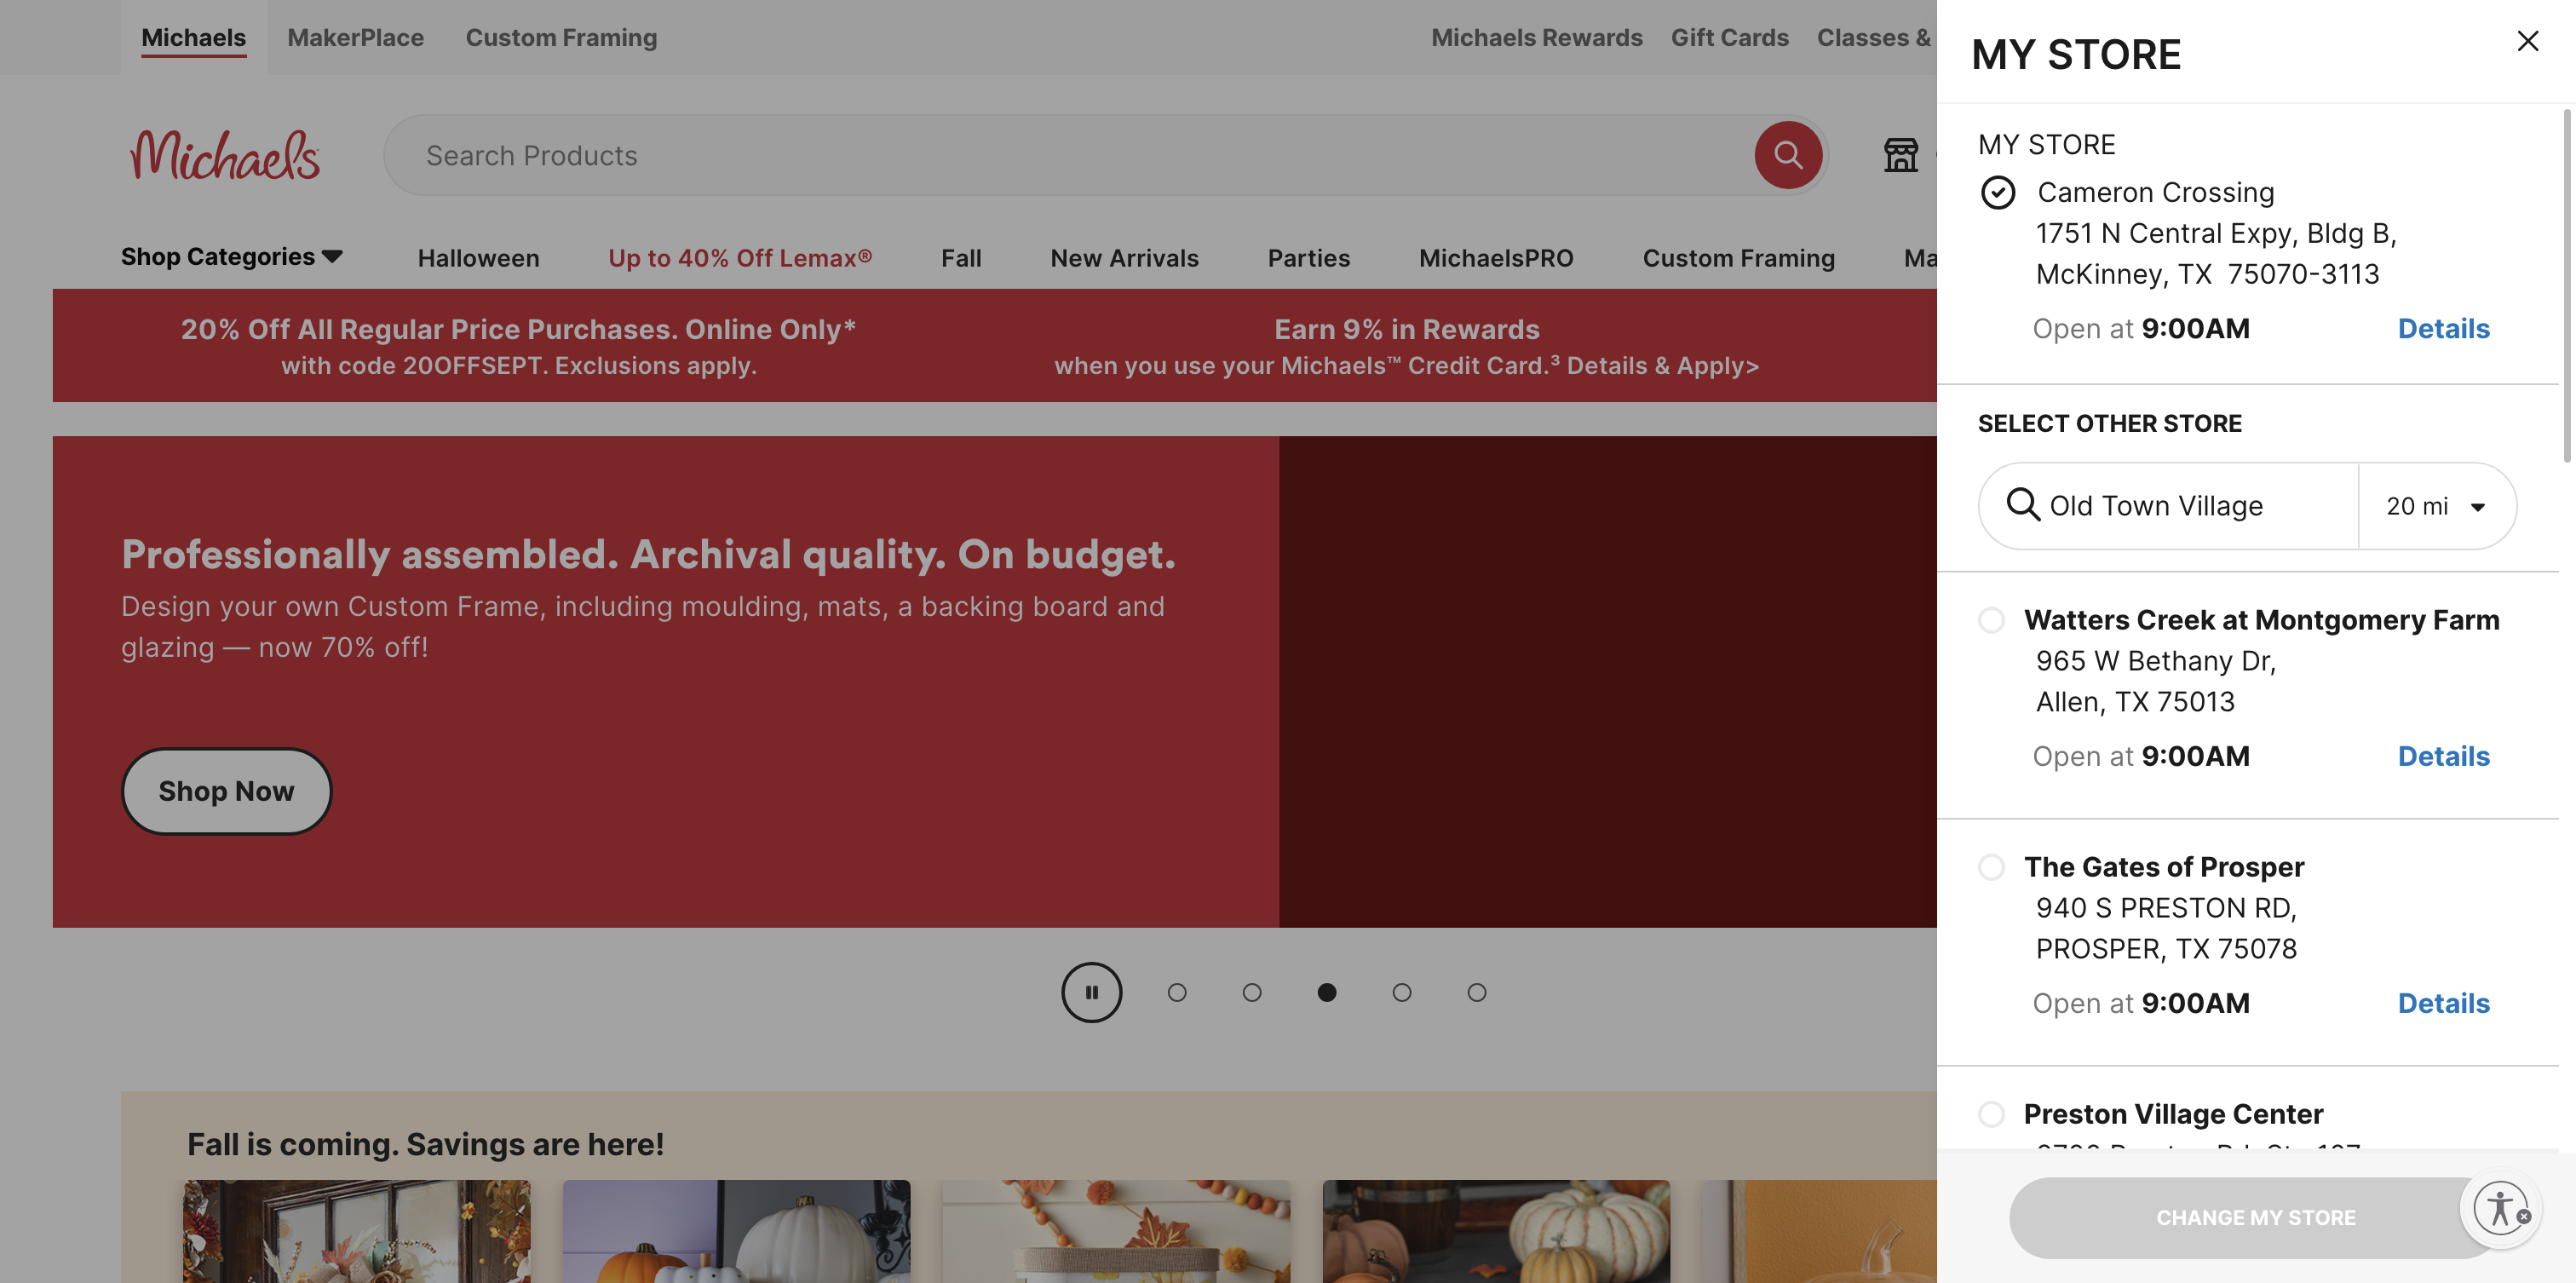 Michaels MakerPlace Custom Framing
Michaels Rewards Gift Cards Classes &
Michaels
Search Products
Shop Categories Halloween Up to 40% Off Lemax® Fall New Arrivals Parties MichaelsPRO Custom Framing
20% Off All Regular Price Purchases. Online Only*
with code 20OFFSEPT. Exclusions apply.
Earn 9% in Rewards
when you use your Michaels™ Credit Card.³ Details & Apply>
Professionally assembled. Archival quality. On budget.
Design your own Custom Frame, including moulding, mats, a backing board and
glazing — now 70% off!
Shop Now
Fall is coming. Savings are here!
MY STORE
MY STORE
Cameron Crossing
1751 N Central Expy, Bldg B,
McKinney, TX 75070-3113
Open at 9:00AM Details
SELECT OTHER STORE
Old Town Village 20 mi
Watters Creek at Montgomery Farm
965 W Bethany Dr,
Allen, TX 75013
Open at 9:00AM Details
The Gates of Prosper
940 S PRESTON RD,
PROSPER, TX 75078
Open at 9:00AM Details
Preston Village Center
CHANGE MY STORE